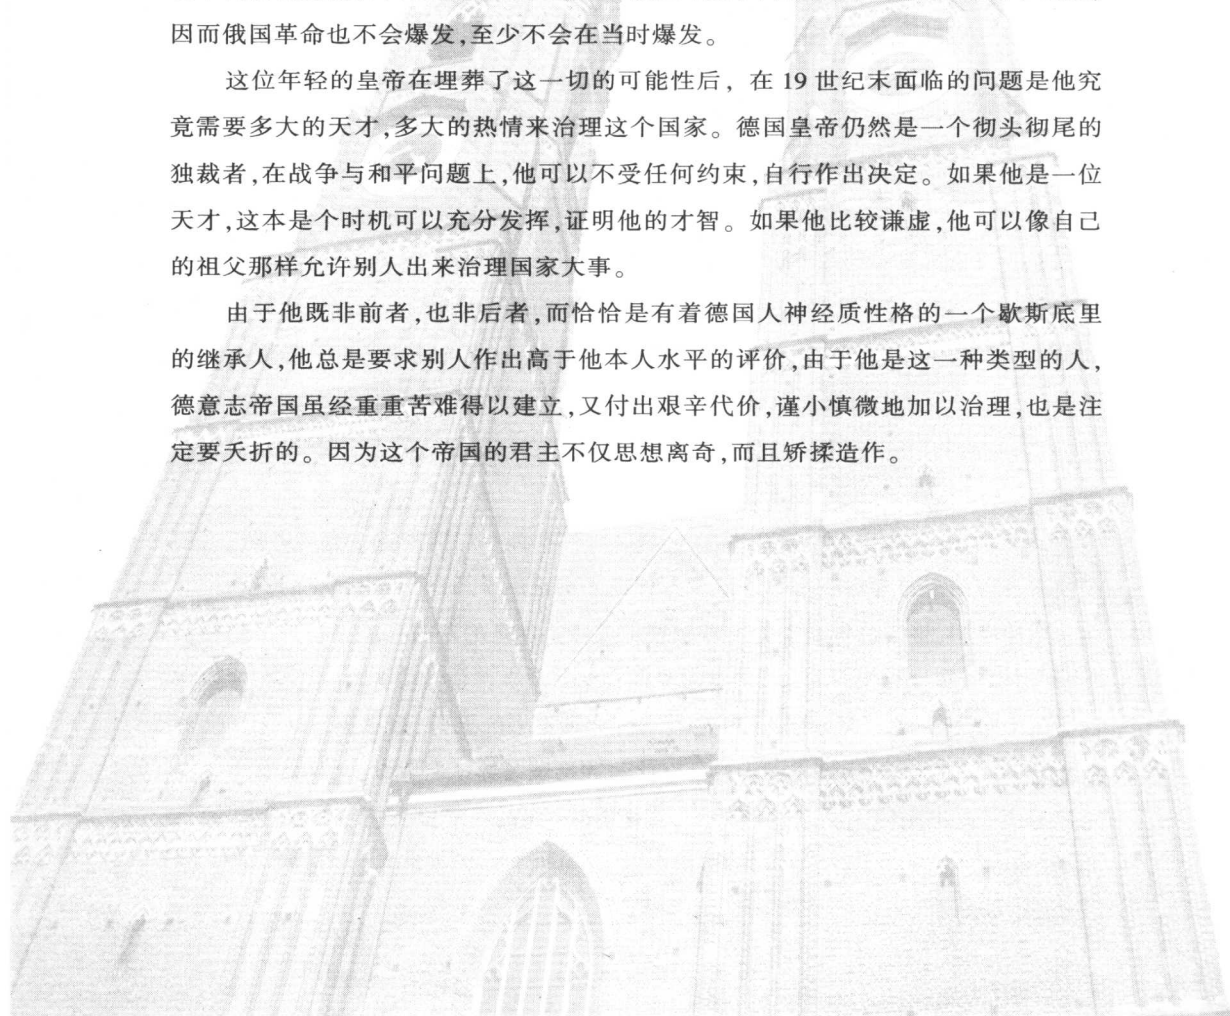 因而俄国革命也不会爆发,至少不会在当时爆发。
这位年轻的皇帝在埋葬了这一切的可能性后，在 19 世纪末面临的问题是他究
竟需要多大的天才,多大的热情来治理这个国家。德国皇帝仍然是一个彻头彻尾的
独裁者,在战争与和平问题上,他可以不受任何约束,自行作出决定。如果他是一位
天才,这本是个时机可以充分发挥,证明他的才智。如果他比较谦虚,他可以像自己
的祖父那样允许别人出来治理国家大事。
由于他既非前者,也非后者,而恰恰是有着德国人神经质性格的一个歇斯底里
的继承人,他总是要求别人作出高于他本人水平的评价,由于他是这一种类型的人,
德意志帝国虽经重重苦难得以建立,又付出艰辛代价,谨小慎微地加以治理,也是注
定要夭折的。因为这个帝国的君主不仅思想离奇,而且矫揉造作。